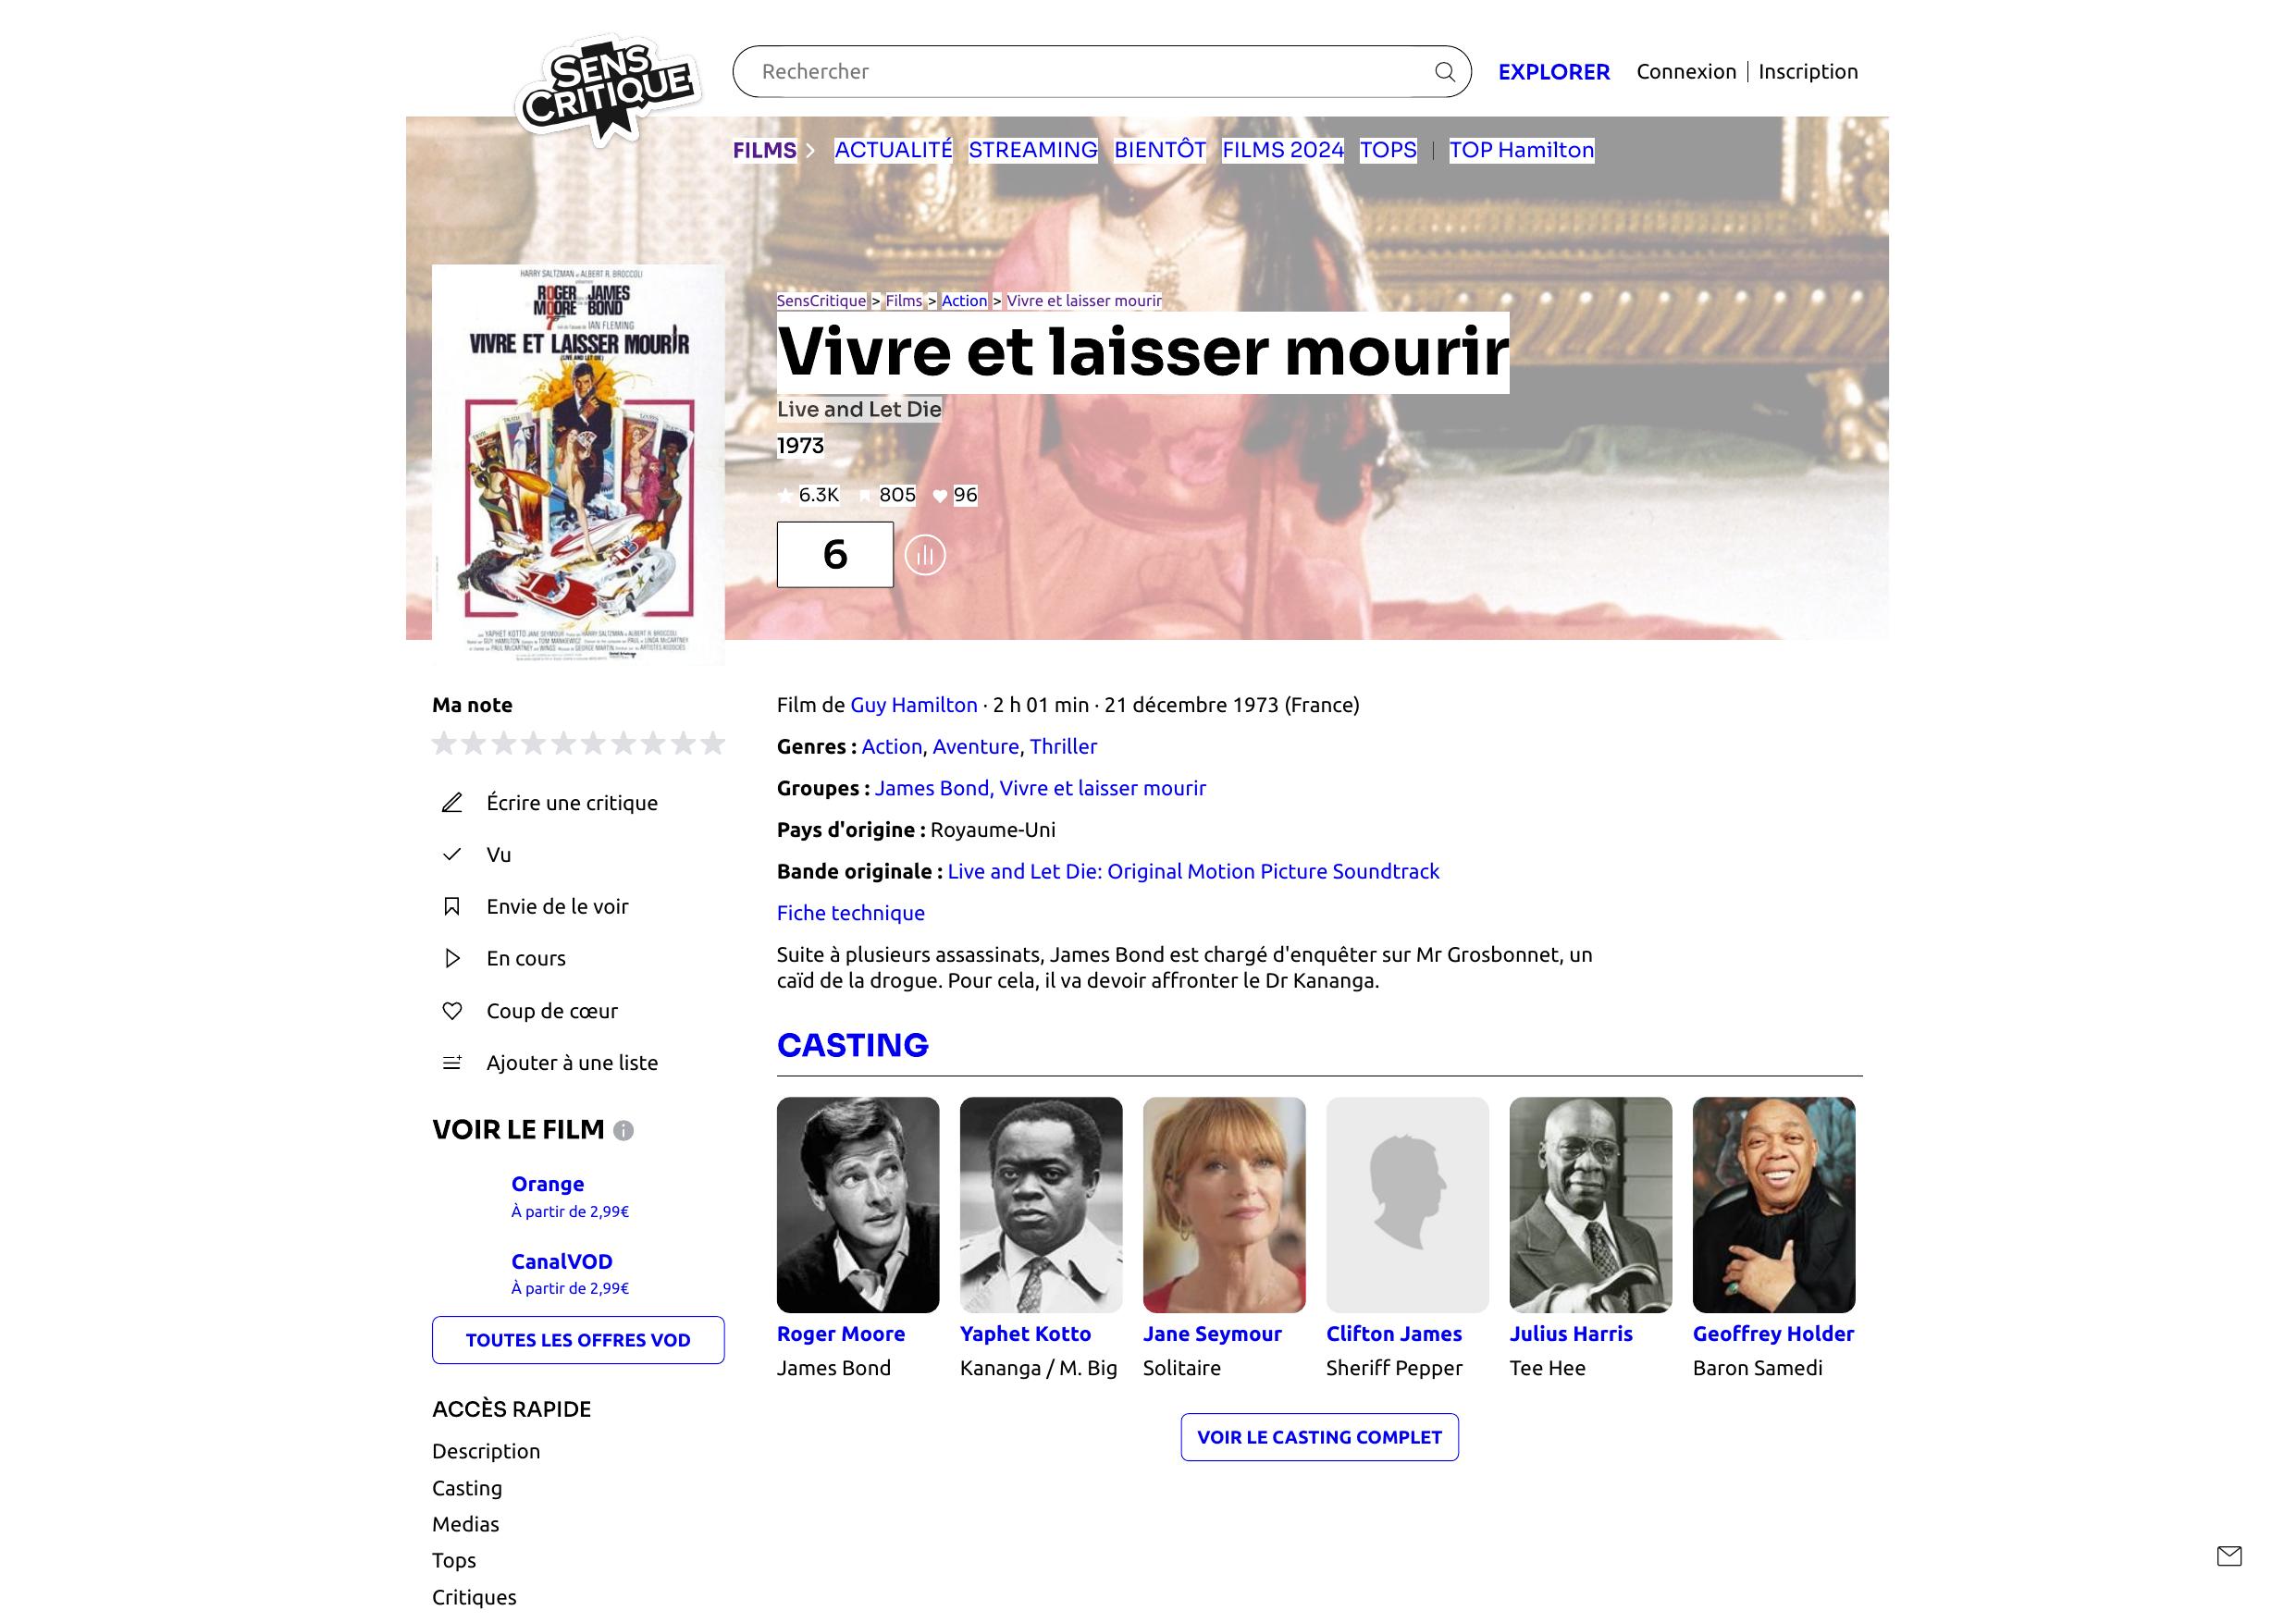 SENS
CRITIQUE
Rechercher
EXPLORER
Connexion
Inscription
FILMS
ACTUALITÉ
STREAMING
BIENTÔT
FILMS 2024
TOPS
TOP Hamilton
HARRY SALTZMAN et ALBERT R. BROCCOLI
ROGER MOORE JAMES BOND
IAN FLEMING
VIVRE ET LAISSER MOURIR
(LIVE AND LET DIE)
SensCritique > Films > Action > Vivre et laisser mourir
Vivre et laisser mourir
Live and Let Die
1973
6.3K 805 96
6
Ma note
Écrire une critique
Vu
Envie de le voir
En cours
Coup de cœur
Ajouter à une liste
VOIR LE FILM
Orange
À partir de 2,99€
CanalVOD
À partir de 2,99€
TOUTES LES OFFRES VOD
ACCÈS RAPIDE
Description
Casting
Medias
Tops
Critiques
Film de Guy Hamilton · 2 h 01 min · 21 décembre 1973 (France)
Genres : Action, Aventure, Thriller
Groupes : James Bond, Vivre et laisser mourir
Pays d'origine : Royaume-Uni
Bande originale : Live and Let Die: Original Motion Picture Soundtrack
Fiche technique
Suite à plusieurs assassinats, James Bond est chargé d'enquêter sur Mr Grosbonnet, un
caïd de la drogue. Pour cela, il va devoir affronter le Dr Kananga.
CASTING
Roger Moore
James Bond
Yaphet Kotto
Kananga / M. Big
Jane Seymour
Solitaire
Clifton James
Sheriff Pepper
Julius Harris
Tee Hee
Geoffrey Holder
Baron Samedi
VOIR LE CASTING COMPLET